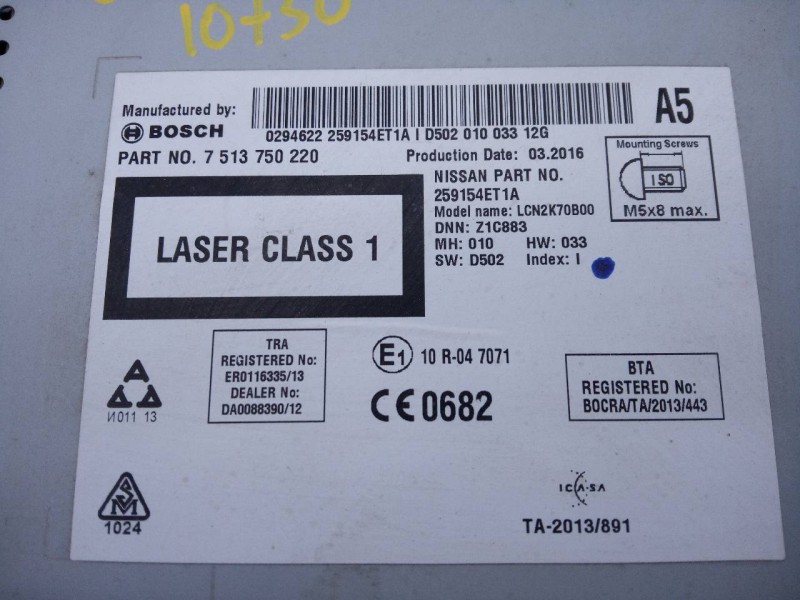 10730
Manufactured by:
BOSCH
A5
0294622 259154ET1A I D502 010 033 12G
PART NO. 7 513 750 220
Production Date: 03.2016
NISSAN PART NO.
259154ET1A
Model name: LCN2K70B00
DNN: Z1C883
MH: 010 HW: 033
SW: D502 Index: I
Mounting Screws
ISO
M5x8 max.
LASER CLASS 1
TRA
REGISTERED No:
ER0116335/13
DEALER No:
DA0088390/12
E1 10 R-04 7071
CE0682
BTA
REGISTERED No:
BOCRA/TA/2013/443
И011 13
SM
1024
ICASA
TA-2013/891